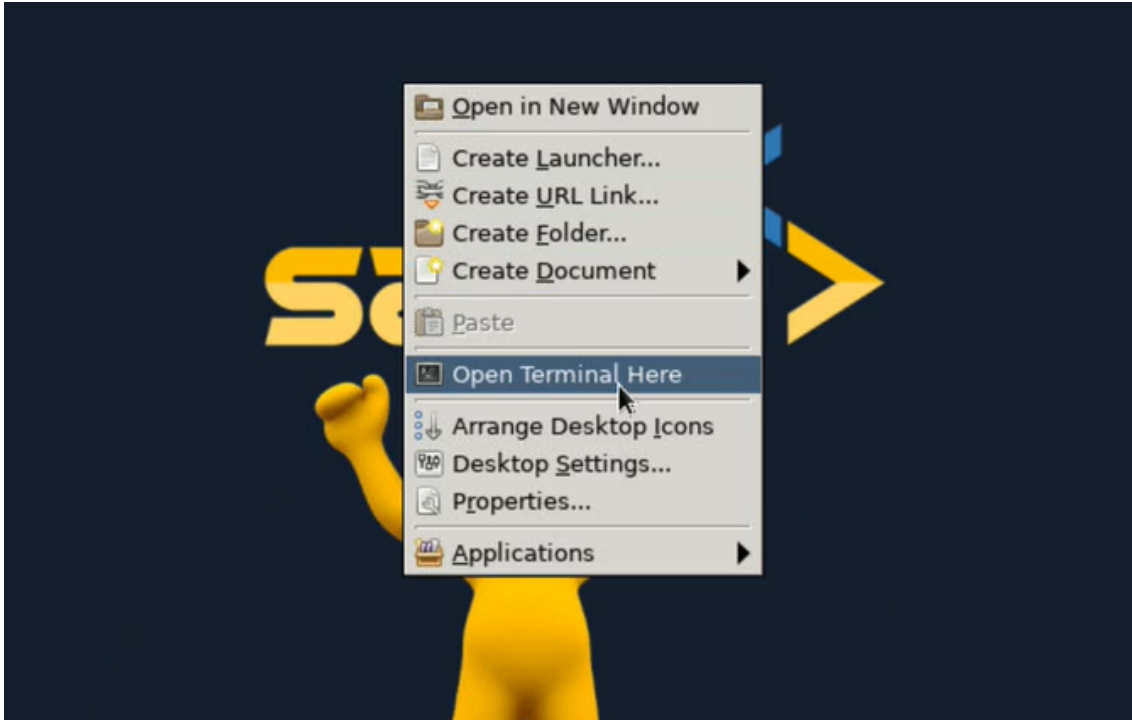 Open in New Window
Create Launcher...
Create URL Link...
Create Folder...
Create Document
Paste
Open Terminal Here
Arrange Desktop Icons
Desktop Settings...
Properties...
Applications